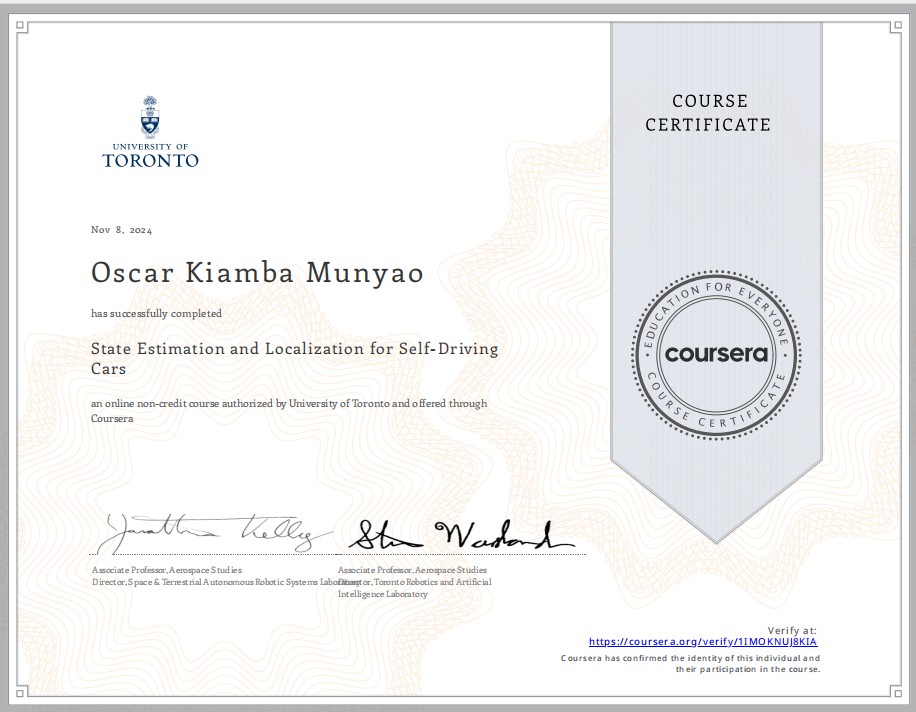 COURSE
CERTIFICATE
UNIVERSITY OF
TORONTO
Nov 8, 2024
Oscar Kiamba Munyao
has successfully completed
State Estimation and Localization for Self-Driving
Cars
an online non-credit course authorized by University of Toronto and offered through
Coursera
EDUCATION FOR EVERYONE
coursera
COURSE CERTIFICATE
Associate Professor, Aerospace Studies
Director, Space & Terrestrial Autonomous Robotic Systems Laboratory
Associate Professor, Aerospace Studies
Director, Toronto Robotics and Artificial
Intelligence Laboratory
Verify at:
https://coursera.org/verify/1IMOKNUJ8KIA
Coursera has confirmed the identity of this individual and
their participation in the course.